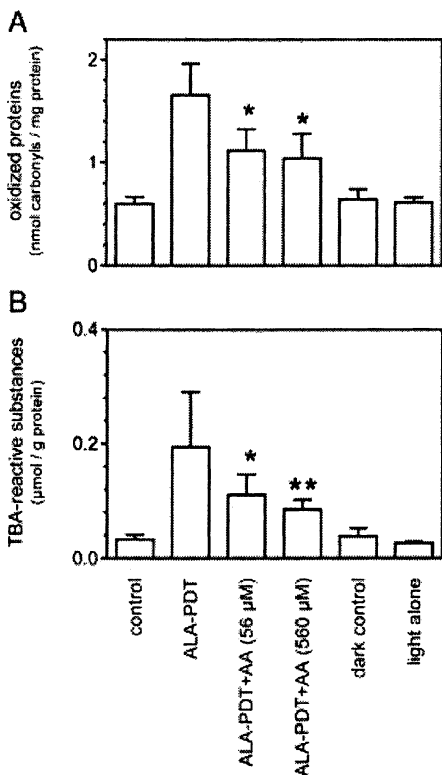 A
oxidized proteins
(nmol carbonyls / mg protein)
2
1
0
*
*
B
TBA-reactive substances
(µmol / g protein)
0.4
0.2
0.0
*
**
control
ALA-PDT
ALA-PDT+AA (56 µM)
ALA-PDT+AA (560 µM)
dark control
light alone